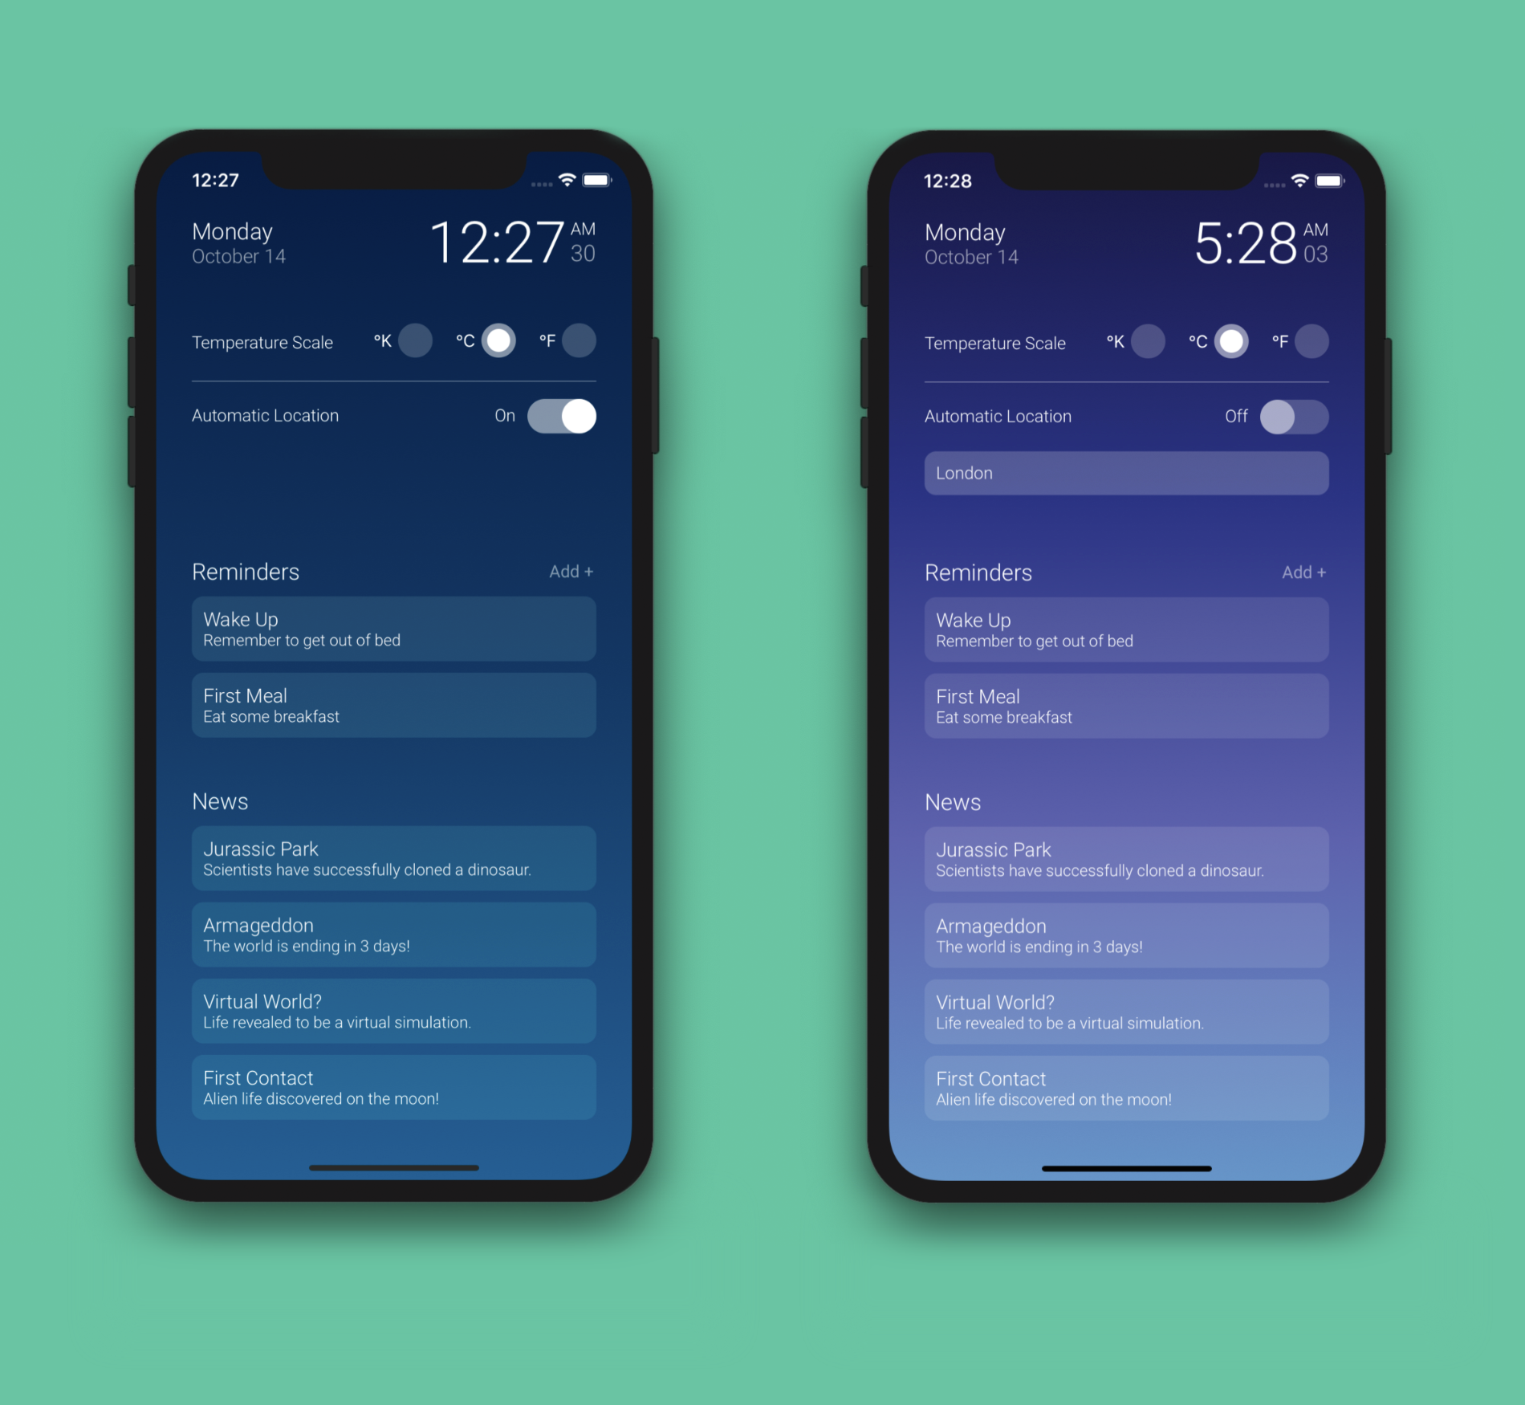 12:27
Monday
October 14
12:27 AM
30
Temperature Scale °K °C °F
Automatic Location On
Reminders Add +
Wake Up
Remember to get out of bed
First Meal
Eat some breakfast
News
Jurassic Park
Scientists have successfully cloned a dinosaur.
Armageddon
The world is ending in 3 days!
Virtual World?
Life revealed to be a virtual simulation.
First Contact
Alien life discovered on the moon!
12:28
Monday
October 14
5:28 AM
03
Temperature Scale °K °C °F
Automatic Location Off
London
Reminders Add +
Wake Up
Remember to get out of bed
First Meal
Eat some breakfast
News
Jurassic Park
Scientists have successfully cloned a dinosaur.
Armageddon
The world is ending in 3 days!
Virtual World?
Life revealed to be a virtual simulation.
First Contact
Alien life discovered on the moon!